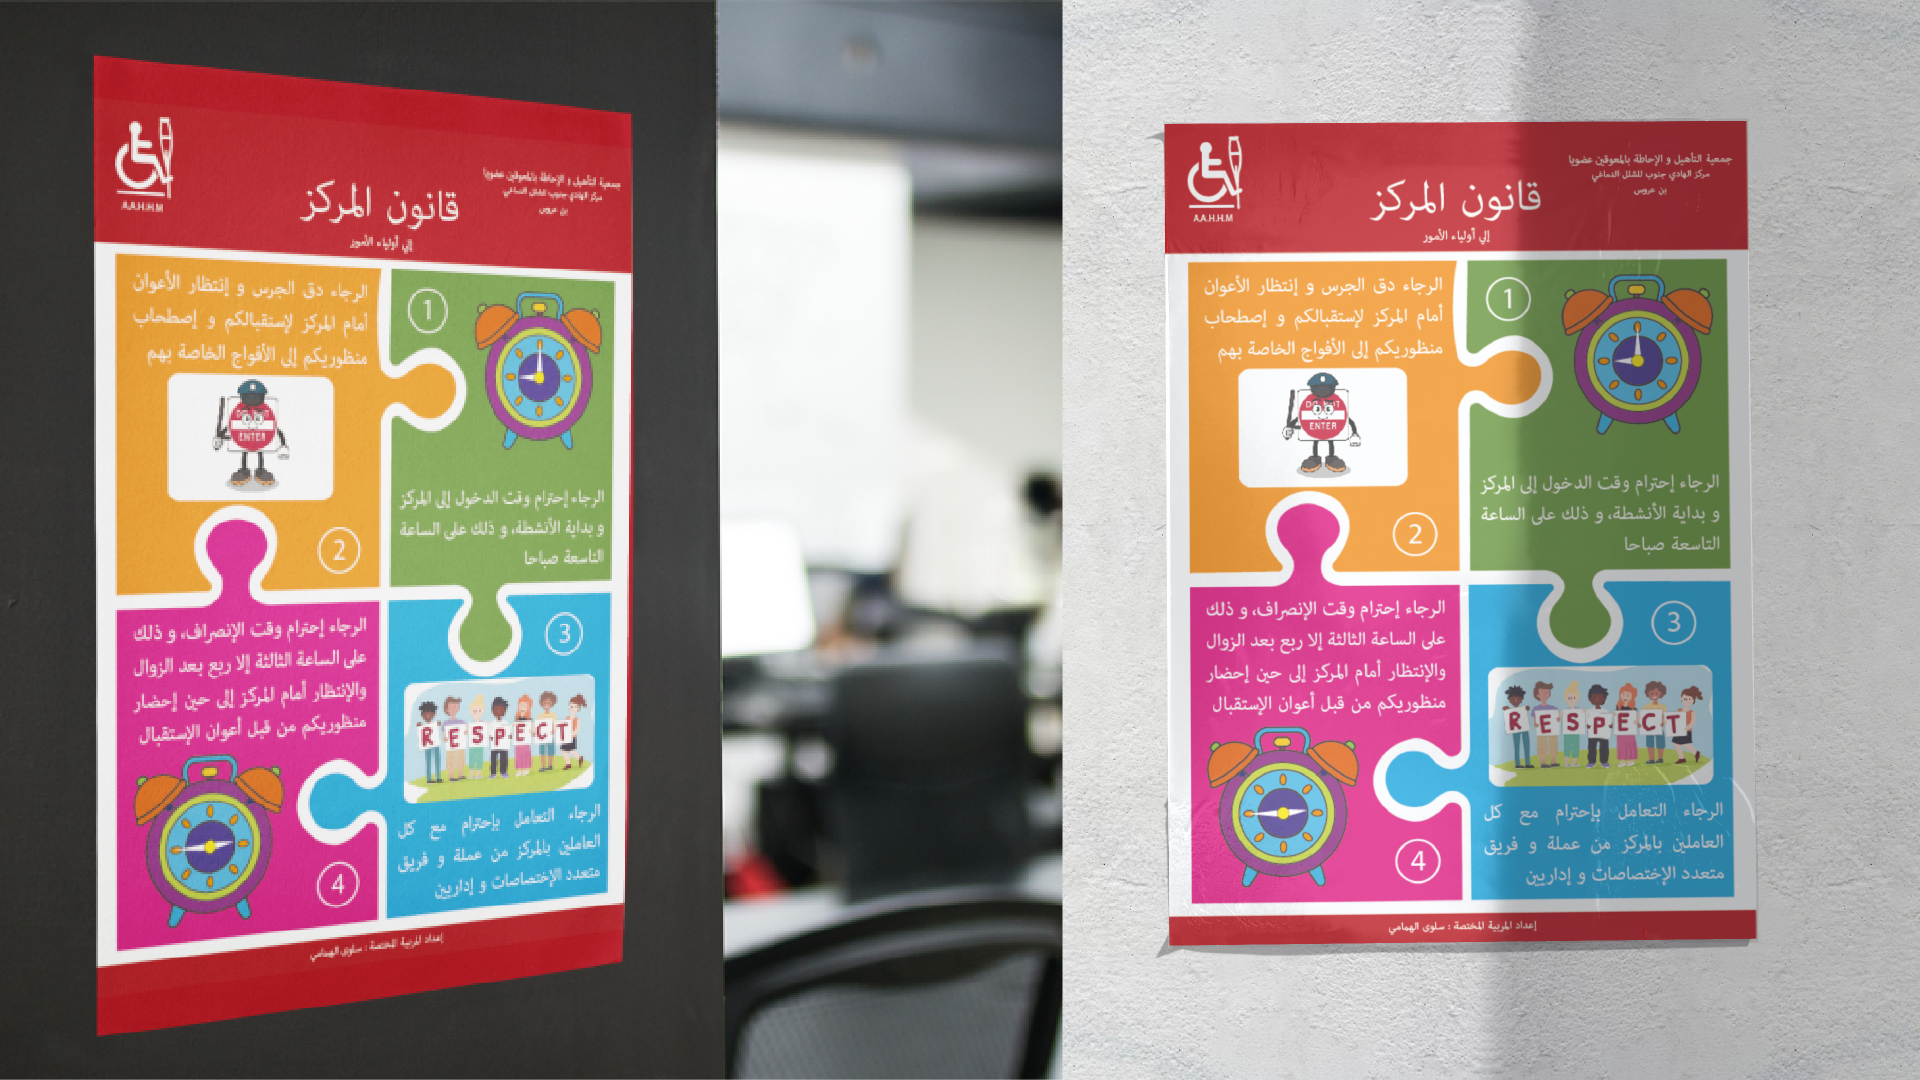 A.A.H.H.M
جمعية التأهيل و الإحاطة بالمعوقين عضويا
مركز الهادي جنوب للشلل الدماغي
بن عروس
قانون المركز
إلي أولياء الأمور
1
الرجاء إحترام وقت الدخول إلى المركز
و بداية الأنشطة، و ذلك على الساعة
التاسعة صباحا
الرجاء دق الجرس و إنتظار الأعوان
أمام المركز لإستقبالكم و إصطحاب
منظوريكم إلى الأفواج الخاصة بهم
DO NOT
ENTER
2
3
RESPECT
الرجاء التعامل بإحترام مع كل
العاملين بالمركز من عملة و فريق
متعدد الإختصاصات و إداريين
الرجاء إحترام وقت الإنصراف، و ذلك
على الساعة الثالثة إلا ربع بعد الزوال
والإنتظار أمام المركز إلى حين إحضار
منظوريكم من قبل أعوان الإستقبال
4
إعداد المربية المختصة : سلوى الهمامي
A.A.H.H.M
جمعية التأهيل و الإحاطة بالمعوقين عضويا
مركز الهادي جنوب للشلل الدماغي
بن عروس
قانون المركز
إلي أولياء الأمور
1
الرجاء إحترام وقت الدخول إلى المركز
و بداية الأنشطة، و ذلك على الساعة
التاسعة صباحا
الرجاء دق الجرس و إنتظار الأعوان
أمام المركز لإستقبالكم و إصطحاب
منظوريكم إلى الأفواج الخاصة بهم
DO NOT
ENTER
2
3
RESPECT
الرجاء التعامل بإحترام مع كل
العاملين بالمركز من عملة و فريق
متعدد الإختصاصات و إداريين
الرجاء إحترام وقت الإنصراف، و ذلك
على الساعة الثالثة إلا ربع بعد الزوال
والإنتظار أمام المركز إلى حين إحضار
منظوريكم من قبل أعوان الإستقبال
4
إعداد المربية المختصة : سلوى الهمامي